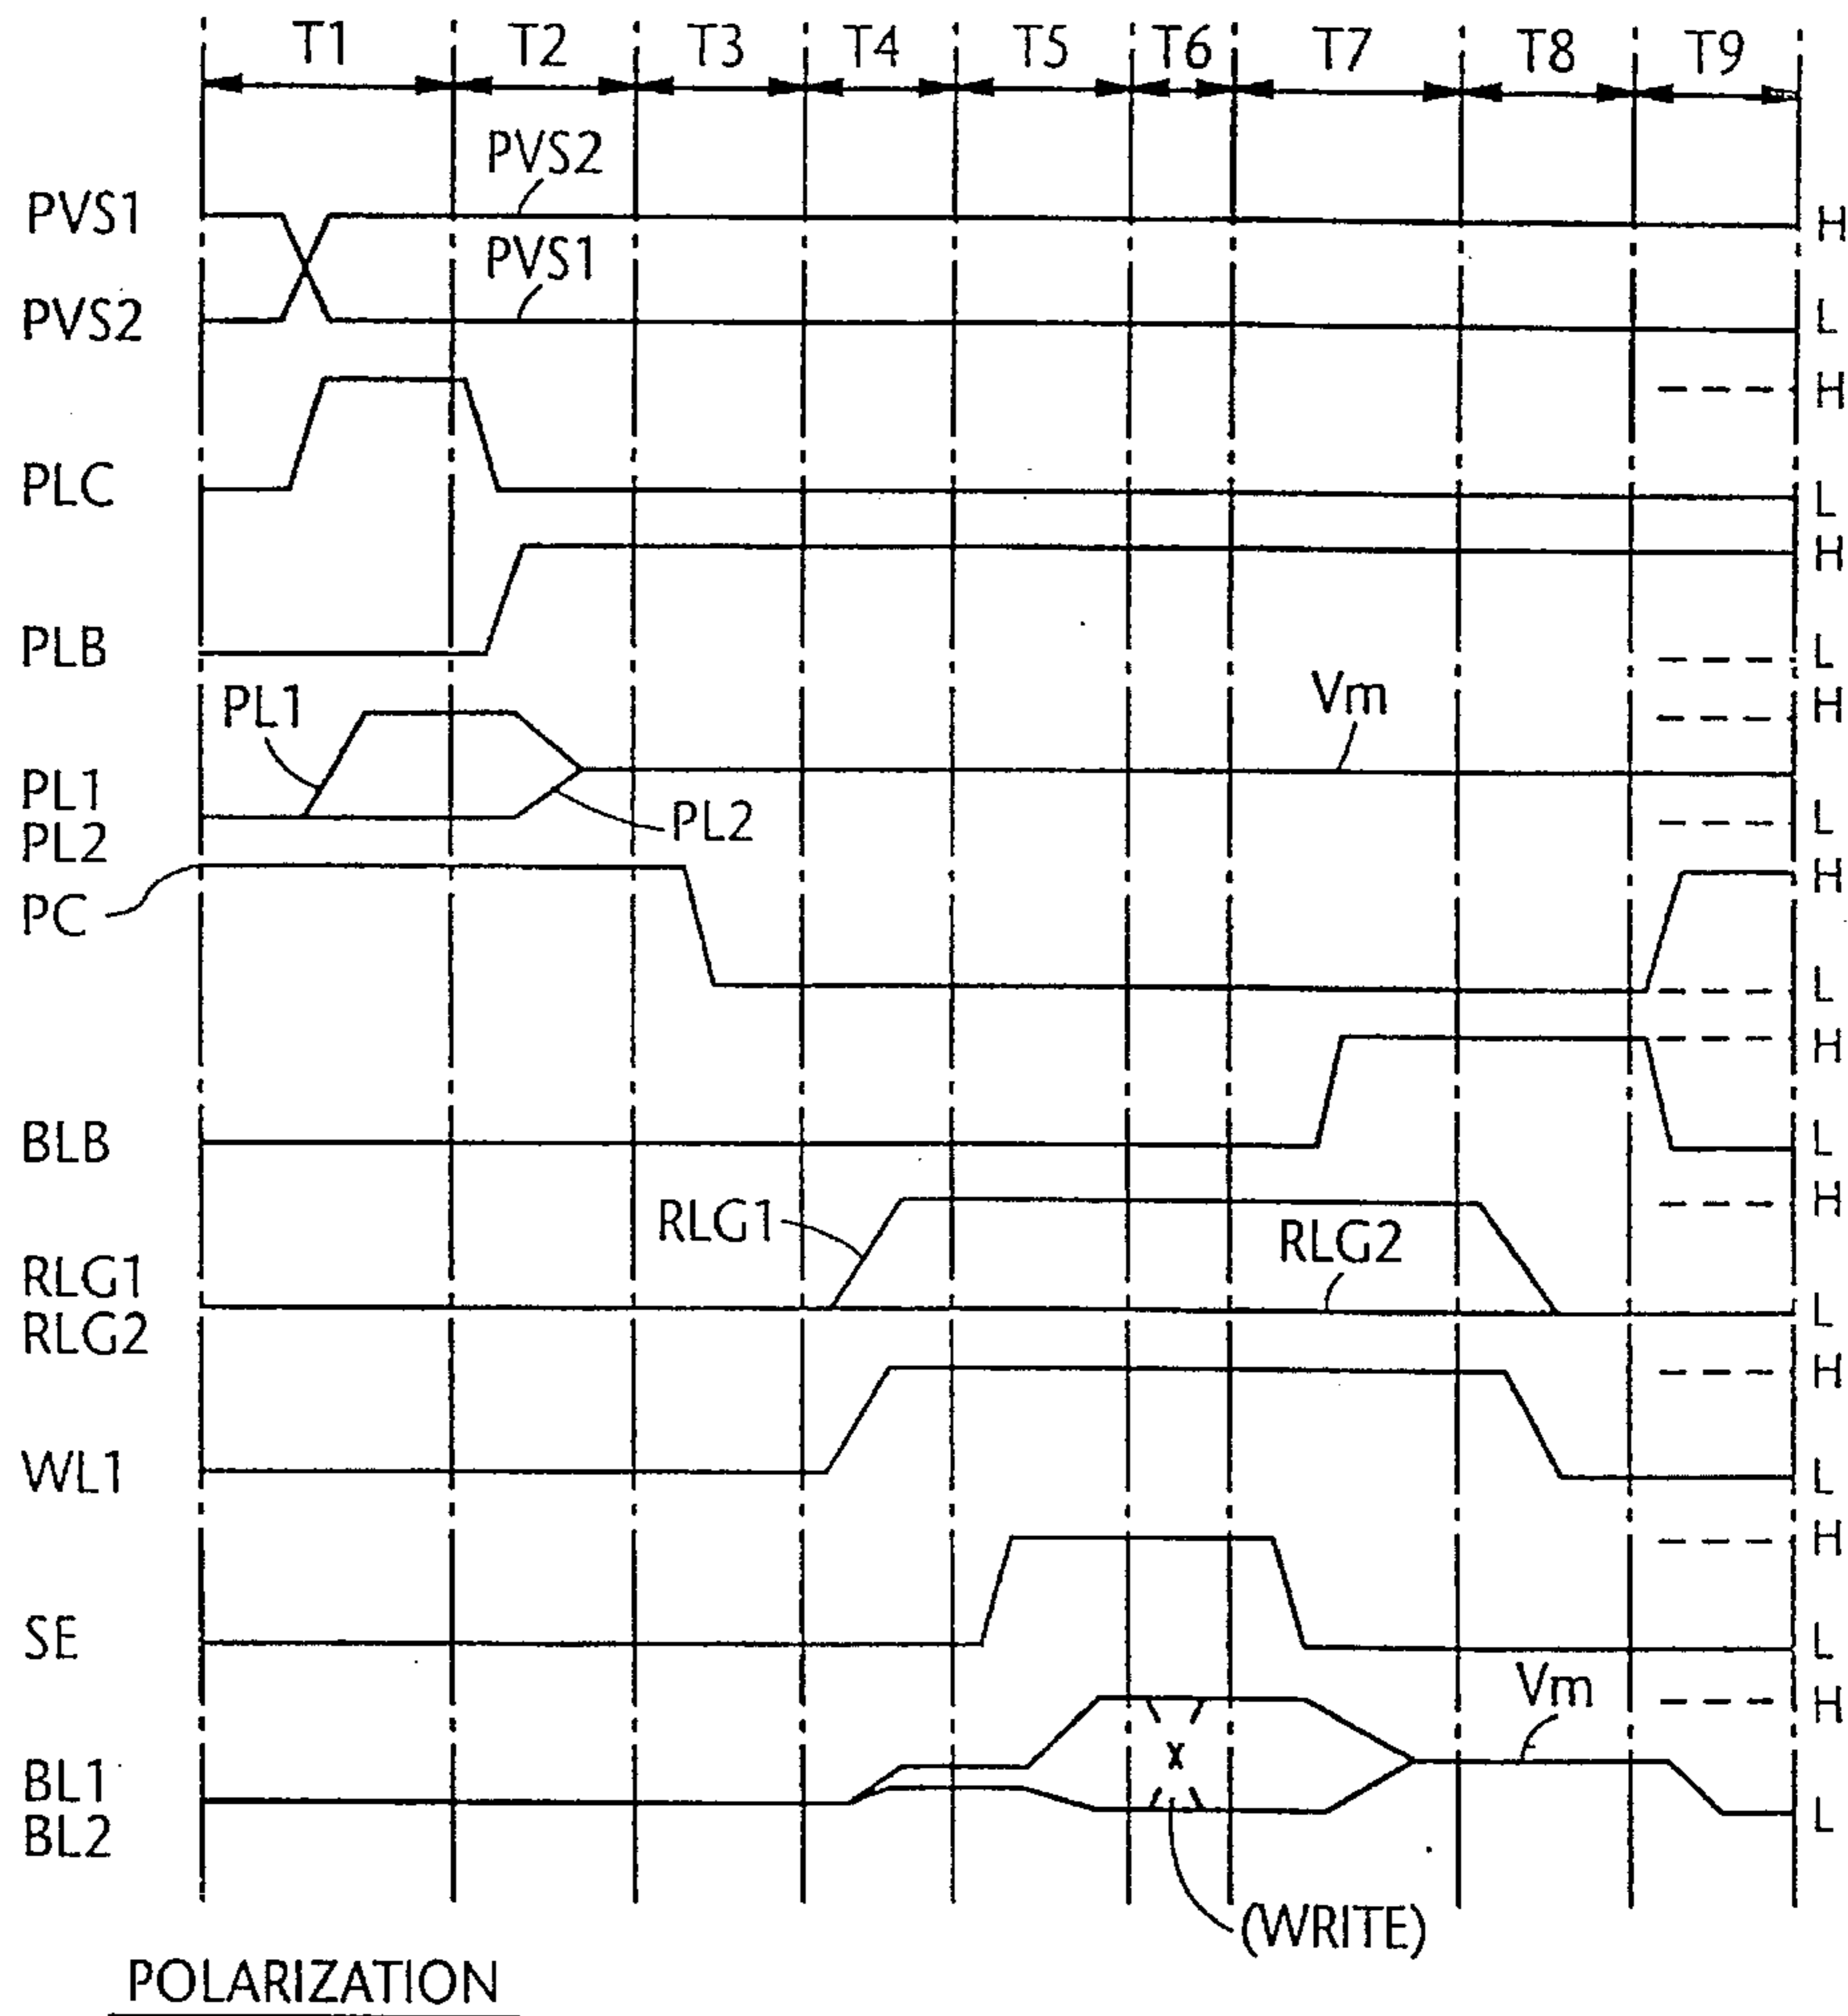 T1 T2 T3 T4 T5 T6 T7 T8 T9
PVS2
PVS1 H
PVS1
PVS2 L
H
PLC L
H
PLB L
PL1 Vm H
PL1
PL2 L
PL2
H
PC
L
H
BLB L
RLG1 H
RLG2
RLG1
RLG2 L
H
WL1 L
H
SE L
Vm H
X
BL1
BL2 L
(WRITE)
POLARIZATION